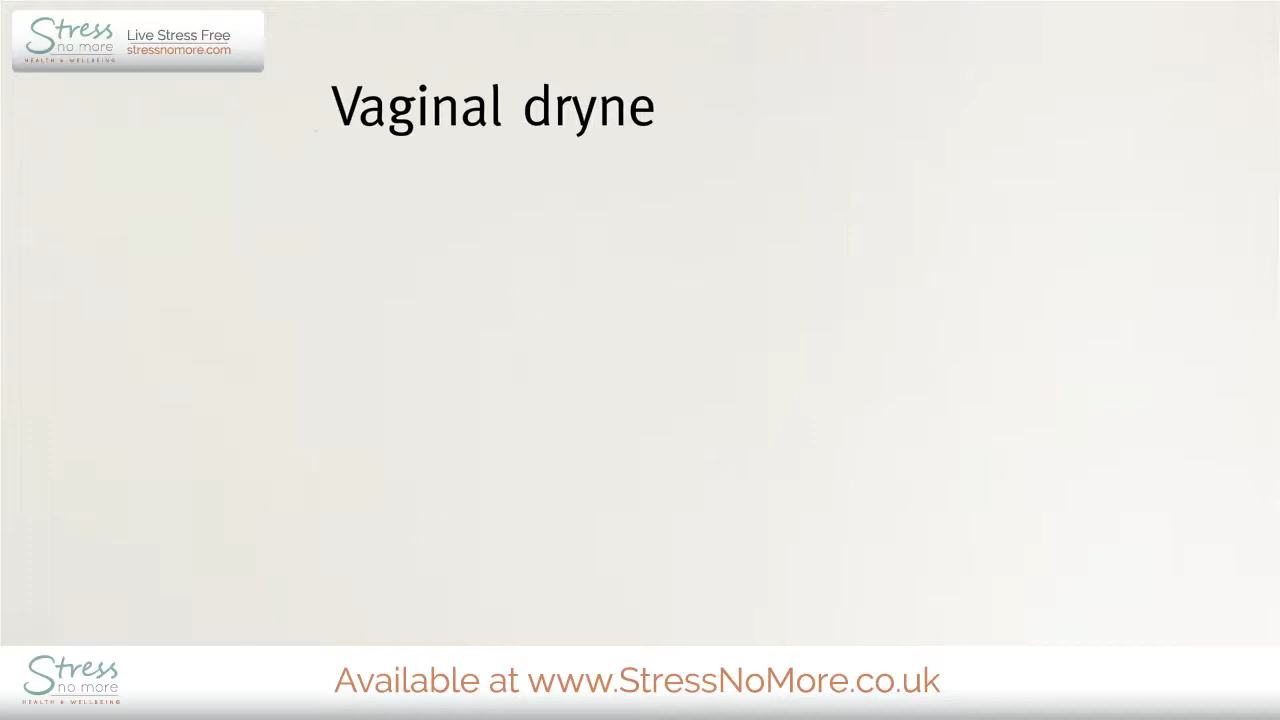 Stress
no more
HEALTH & WELLBEING
Live Stress Free
stressnomore.com
Vaginal dryne
Stress
no more
HEALTH & WELLBEING
Available at www.StressNoMore.co.uk